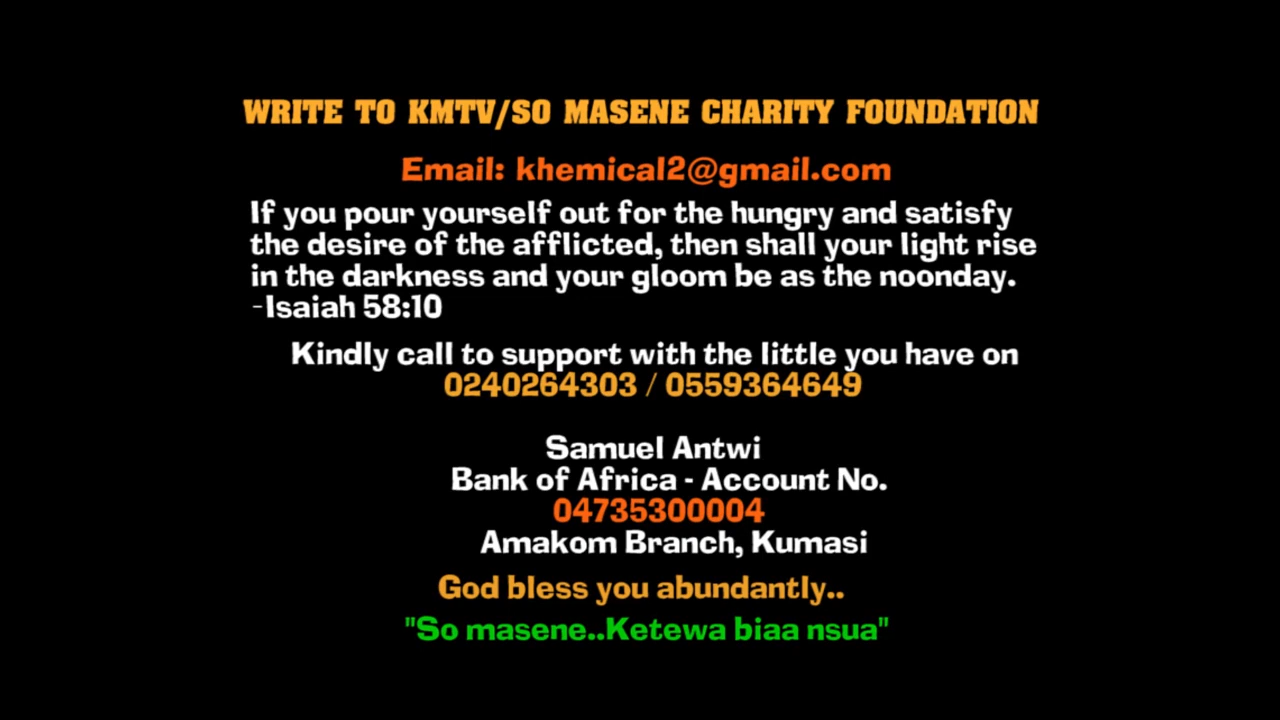 WRITE TO KMTV/SO MASENE CHARITY FOUNDATION
Email: khemical2@gmail.com
If you pour yourself out for the hungry and satisfy
the desire of the afflicted, then shall your light rise
in the darkness and your gloom be as the noonday.
-Isaiah 58:10
Kindly call to support with the little you have on
0240264303 / 0559364649
Samuel Antwi
Bank of Africa - Account No.
04735300004
Amakom Branch, Kumasi
God bless you abundantly..
"So masene..Ketewa biaa nsua"